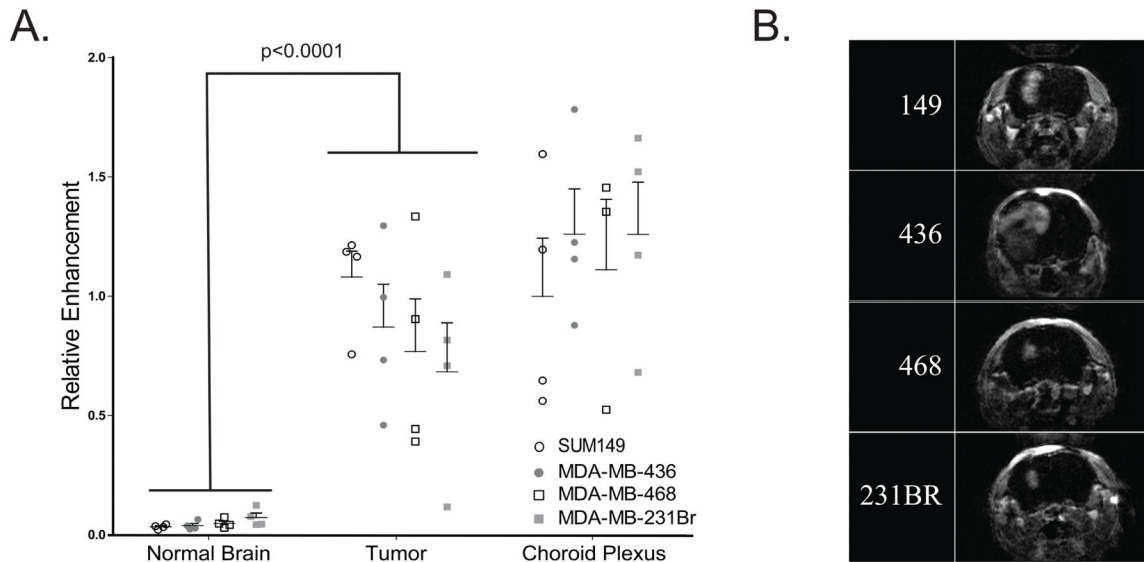 A.
B.
p<0.0001
2.0
1.5
1.0
0.5
0.0
Relative Enhancement
SUM149
MDA-MB-436
MDA-MB-468
MDA-MB-231Br
Normal Brain
Tumor
Choroid Plexus
149
436
468
231BR